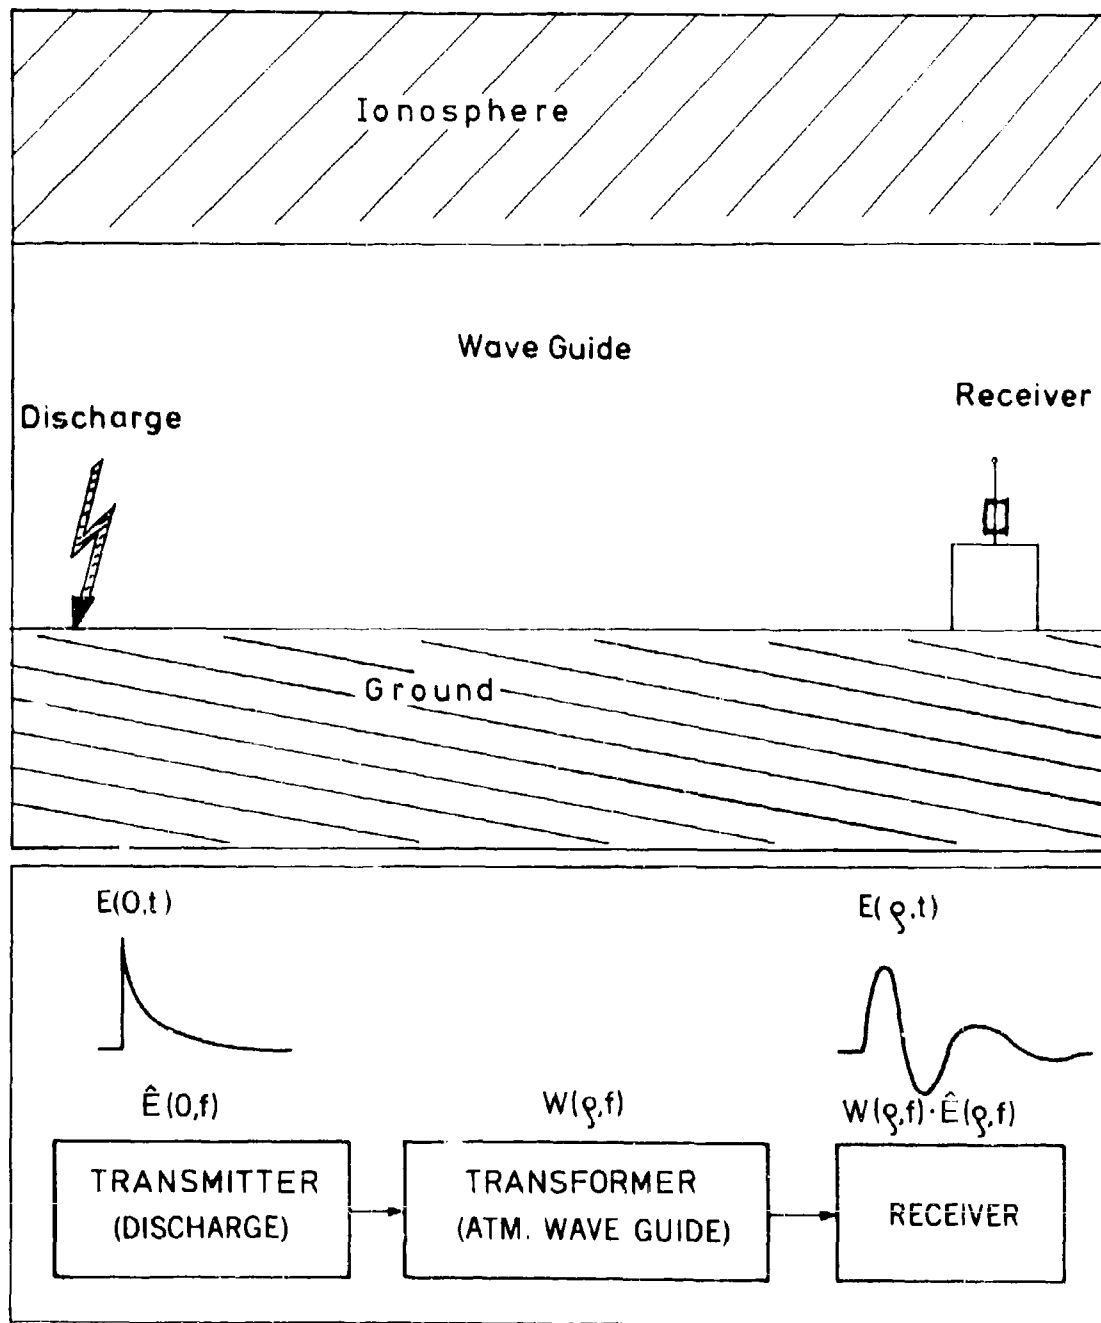 Ionosphere
Wave Guide
Discharge
Receiver
Ground
E(0,t)
E(ρ,t)
Ê(0,f)
W(ρ,f)
W(ρ,f)·Ê(ρ,f)
TRANSMITTER
(DISCHARGE)
TRANSFORMER
(ATM. WAVE GUIDE)
RECEIVER